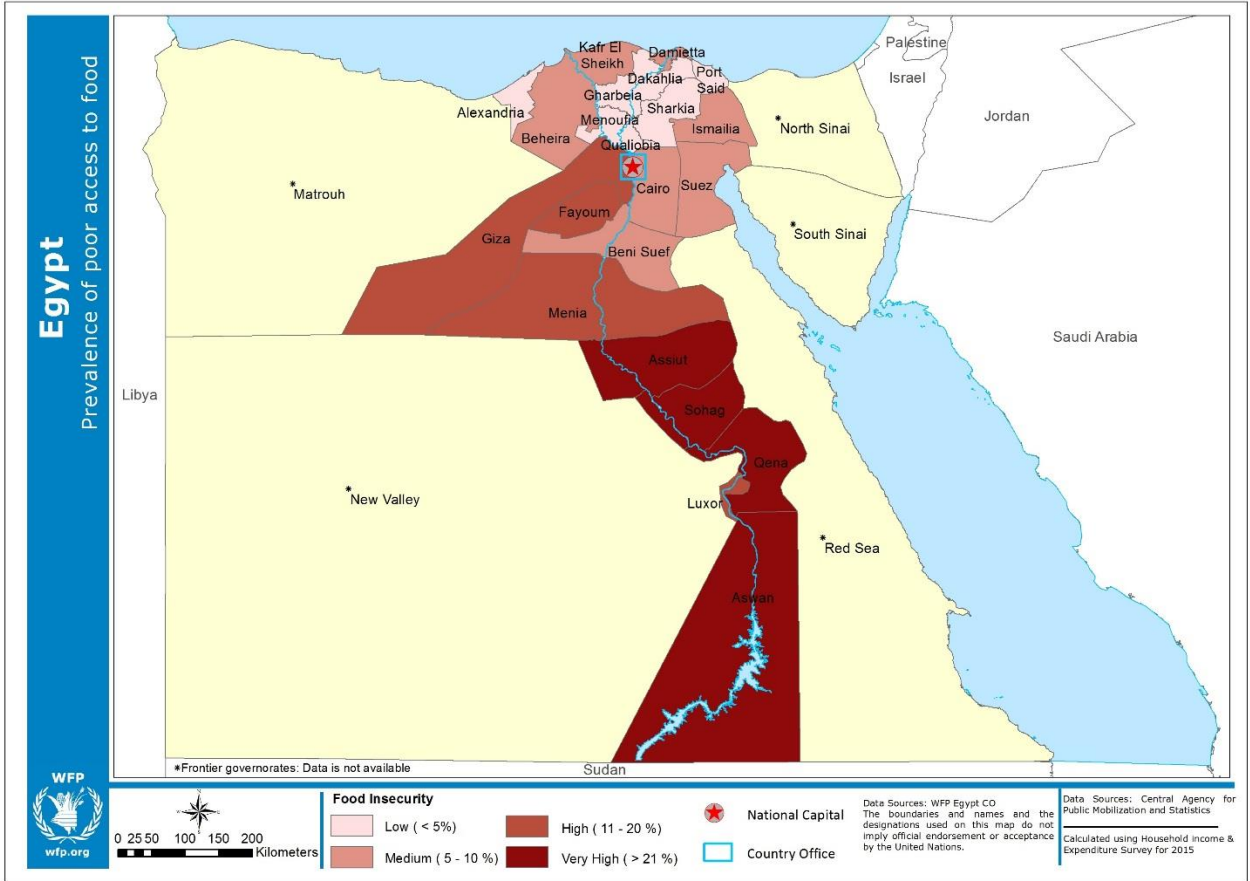 Egypt
Prevalence of poor access to food
Palestine
Israel
Jordan
Saudi Arabia
Libya
Sudan
Kafr El
Sheikh
Damietta
Port
Said
Dakahlia
Gharbeia
Sharkia
Alexandria
Menoufia
Beheira
Ismailia
Qualiobia
*North Sinai
*Matrouh
Cairo
Suez
Fayoum
*South Sinai
Giza
Beni Suef
Menia
Assiut
Sohag
Qena
*New Valley
Luxor
*Red Sea
Aswan
*Frontier governorates: Data is not available
WFP
wfp.org
0 25 50 100 150 200
Kilometers
Food Insecurity
Low ( < 5%)
Medium ( 5 - 10 %)
High ( 11 - 20 %)
Very High ( > 21 %)
National Capital
Country Office
Data Sources: WFP Egypt CO
The boundaries and names and the
designations used on this map do not
imply official endorsement or acceptance
by the United Nations.
Data Sources: Central Agency for
Public Mobilization and Statistics
Calculated using Household income &
Expenditure Survey for 2015